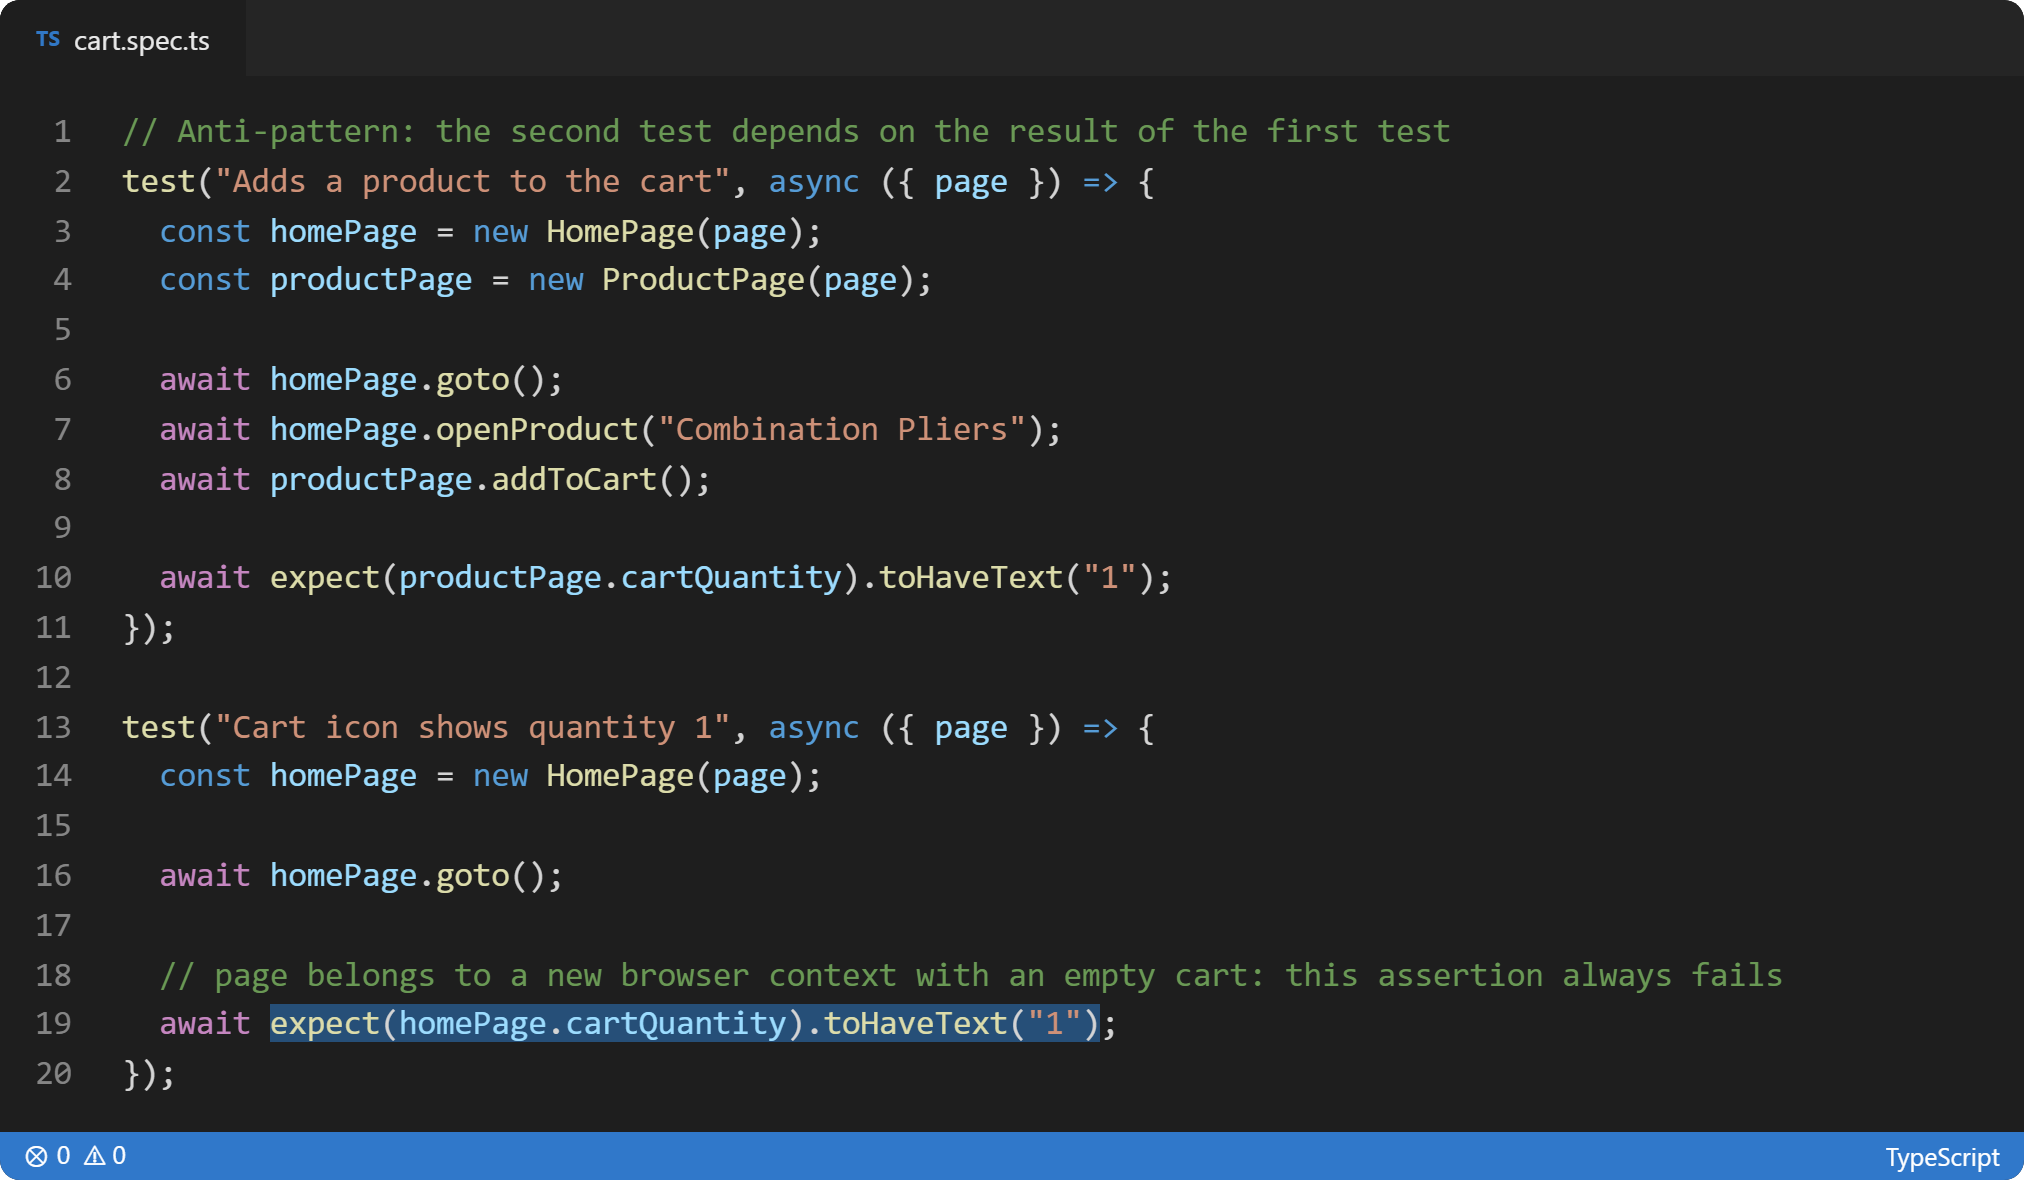 TS cart.spec.ts
1 // Anti-pattern: the second test depends on the result of the first test
2 test("Adds a product to the cart", async ({ page }) => {
3   const homePage = new HomePage(page);
4   const productPage = new ProductPage(page);
5
6   await homePage.goto();
7   await homePage.openProduct("Combination Pliers");
8   await productPage.addToCart();
9
10   await expect(productPage.cartQuantity).toHaveText("1");
11 });
12
13 test("Cart icon shows quantity 1", async ({ page }) => {
14   const homePage = new HomePage(page);
15
16   await homePage.goto();
17
18   // page belongs to a new browser context with an empty cart: this assertion always fails
19   await expect(homePage.cartQuantity).toHaveText("1");
20 });
0 0 TypeScript